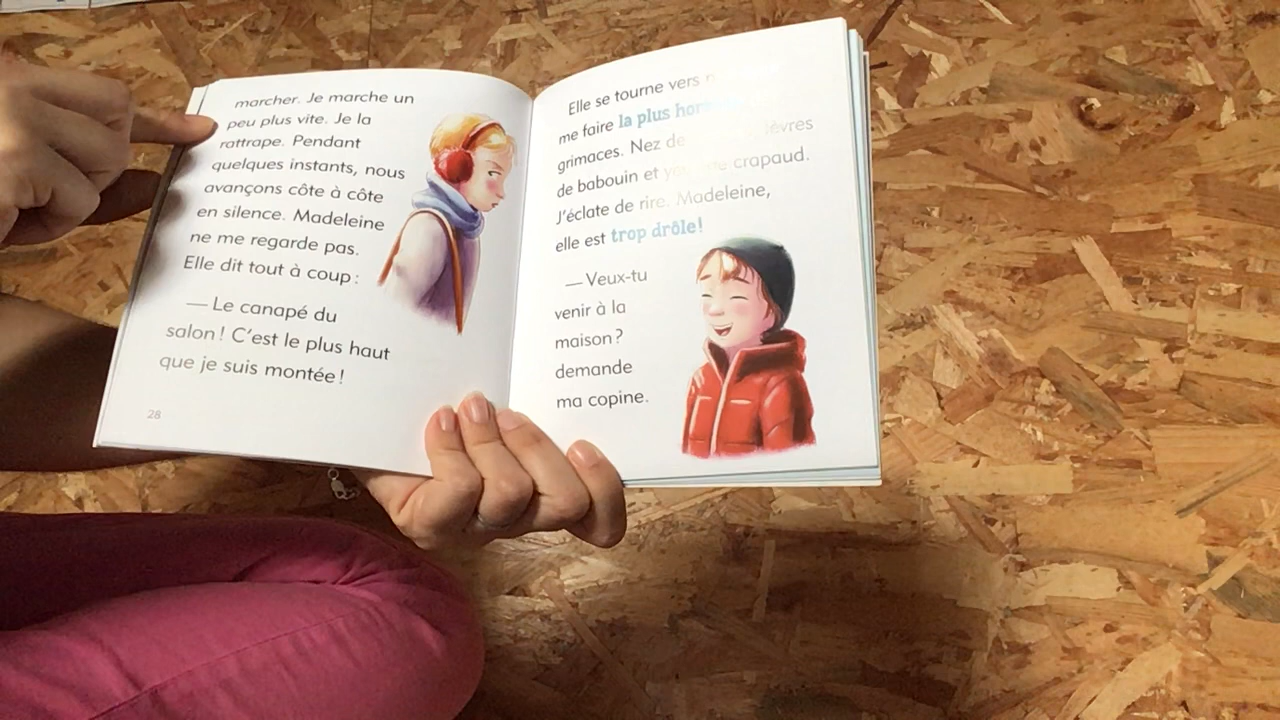 marcher. Je marche un
peu plus vite. Je la
rattrape. Pendant
quelques instants, nous
avançons côte à côte
en silence. Madeleine
ne me regarde pas.
Elle dit tout à coup :
— Le canapé du
salon ! C'est le plus haut
que je suis montée !
28
Elle se tourne vers
me faire la plus
grimaces. Nez de lèvres
de babouin et crapaud.
J'éclate de rire. Madeleine,
elle est trop drôle !
— Veux-tu
venir à la
maison ?
demande
ma copine.